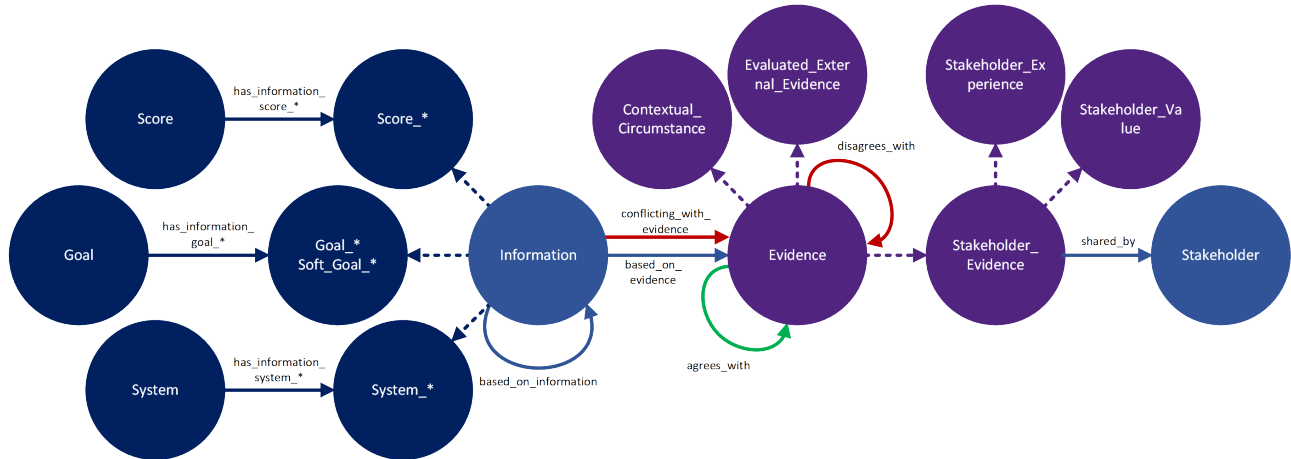 Evaluated_Exter
nal_Evidence
Stakeholder_Ex
perience
has_information_
score_*
Score
Score_*
Contextual_
Circumstance
Stakeholder_Va
lue
disagrees_with
has_information_
goal_*
conflicting_with_
evidence
Goal
Goal_*
Soft_Goal_*
Information
based_on_
evidence
Evidence
Stakeholder_
Evidence
shared_by
Stakeholder
has_information_
system_*
agrees_with
based_on_information
System
System_*